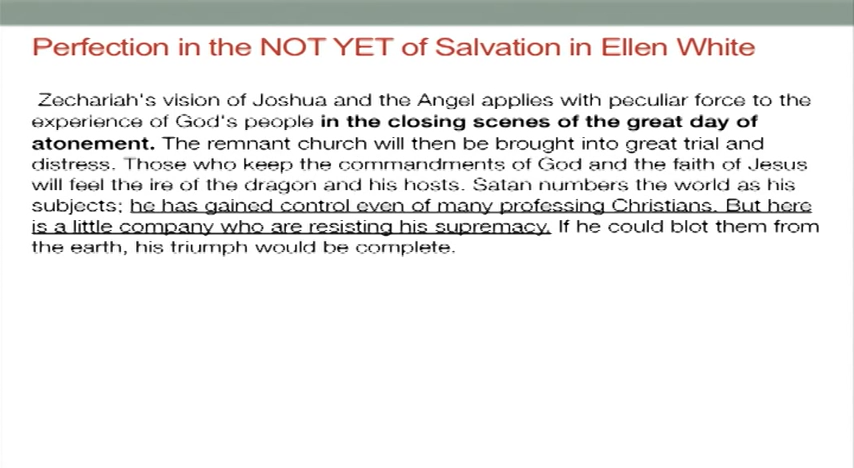 Perfection in the NOT YET of Salvation in Ellen White
Zechariah's vision of Joshua and the Angel applies with peculiar force to the
experience of God's people in the closing scenes of the great day of
atonement. The remnant church will then be brought into great trial and
distress. Those who keep the commandments of God and the faith of Jesus
will feel the ire of the dragon and his hosts. Satan numbers the world as his
subjects; he has gained control even of many professing Christians. But here
is a little company who are resisting his supremacy. If he could blot them from
the earth, his triumph would be complete.